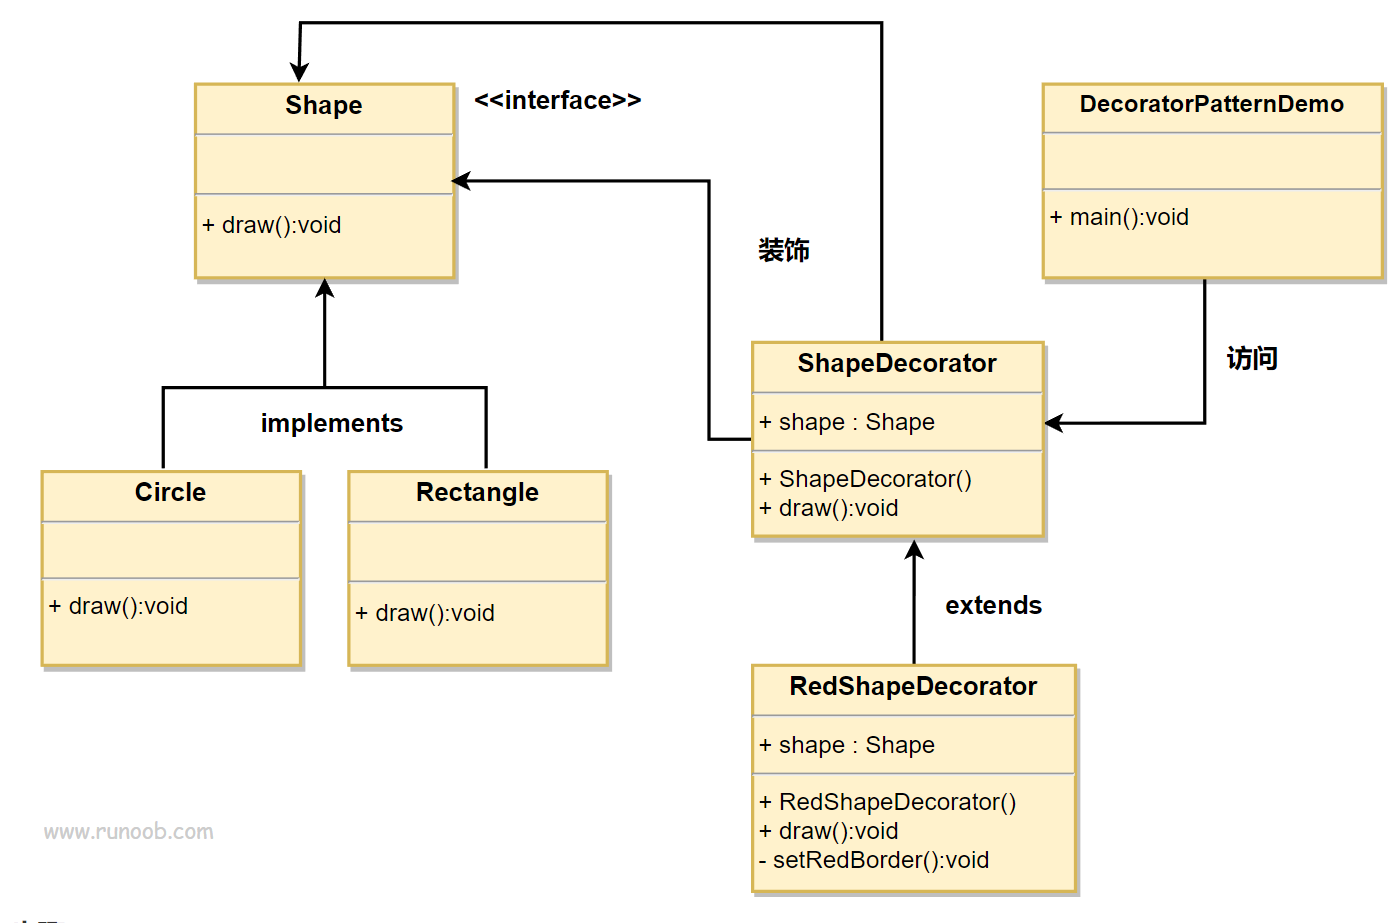 Shape
<<interface>>
+ draw():void
DecoratorPatternDemo
+ main():void
装饰
访问
ShapeDecorator
+ shape : Shape
+ ShapeDecorator()
+ draw():void
implements
Circle
+ draw():void
Rectangle
+ draw():void
extends
RedShapeDecorator
+ shape : Shape
+ RedShapeDecorator()
+ draw():void
- setRedBorder():void
www.runoob.com